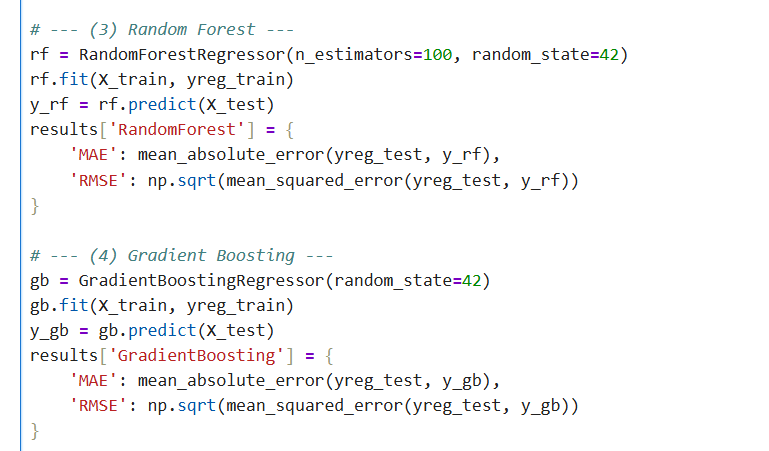 # --- (3) Random Forest ---
rf = RandomForestRegressor(n_estimators=100, random_state=42)
rf.fit(X_train, yreg_train)
y_rf = rf.predict(X_test)
results['RandomForest'] = {
    'MAE': mean_absolute_error(yreg_test, y_rf),
    'RMSE': np.sqrt(mean_squared_error(yreg_test, y_rf))
}
# --- (4) Gradient Boosting ---
gb = GradientBoostingRegressor(random_state=42)
gb.fit(X_train, yreg_train)
y_gb = gb.predict(X_test)
results['GradientBoosting'] = {
    'MAE': mean_absolute_error(yreg_test, y_gb),
    'RMSE': np.sqrt(mean_squared_error(yreg_test, y_gb))
}